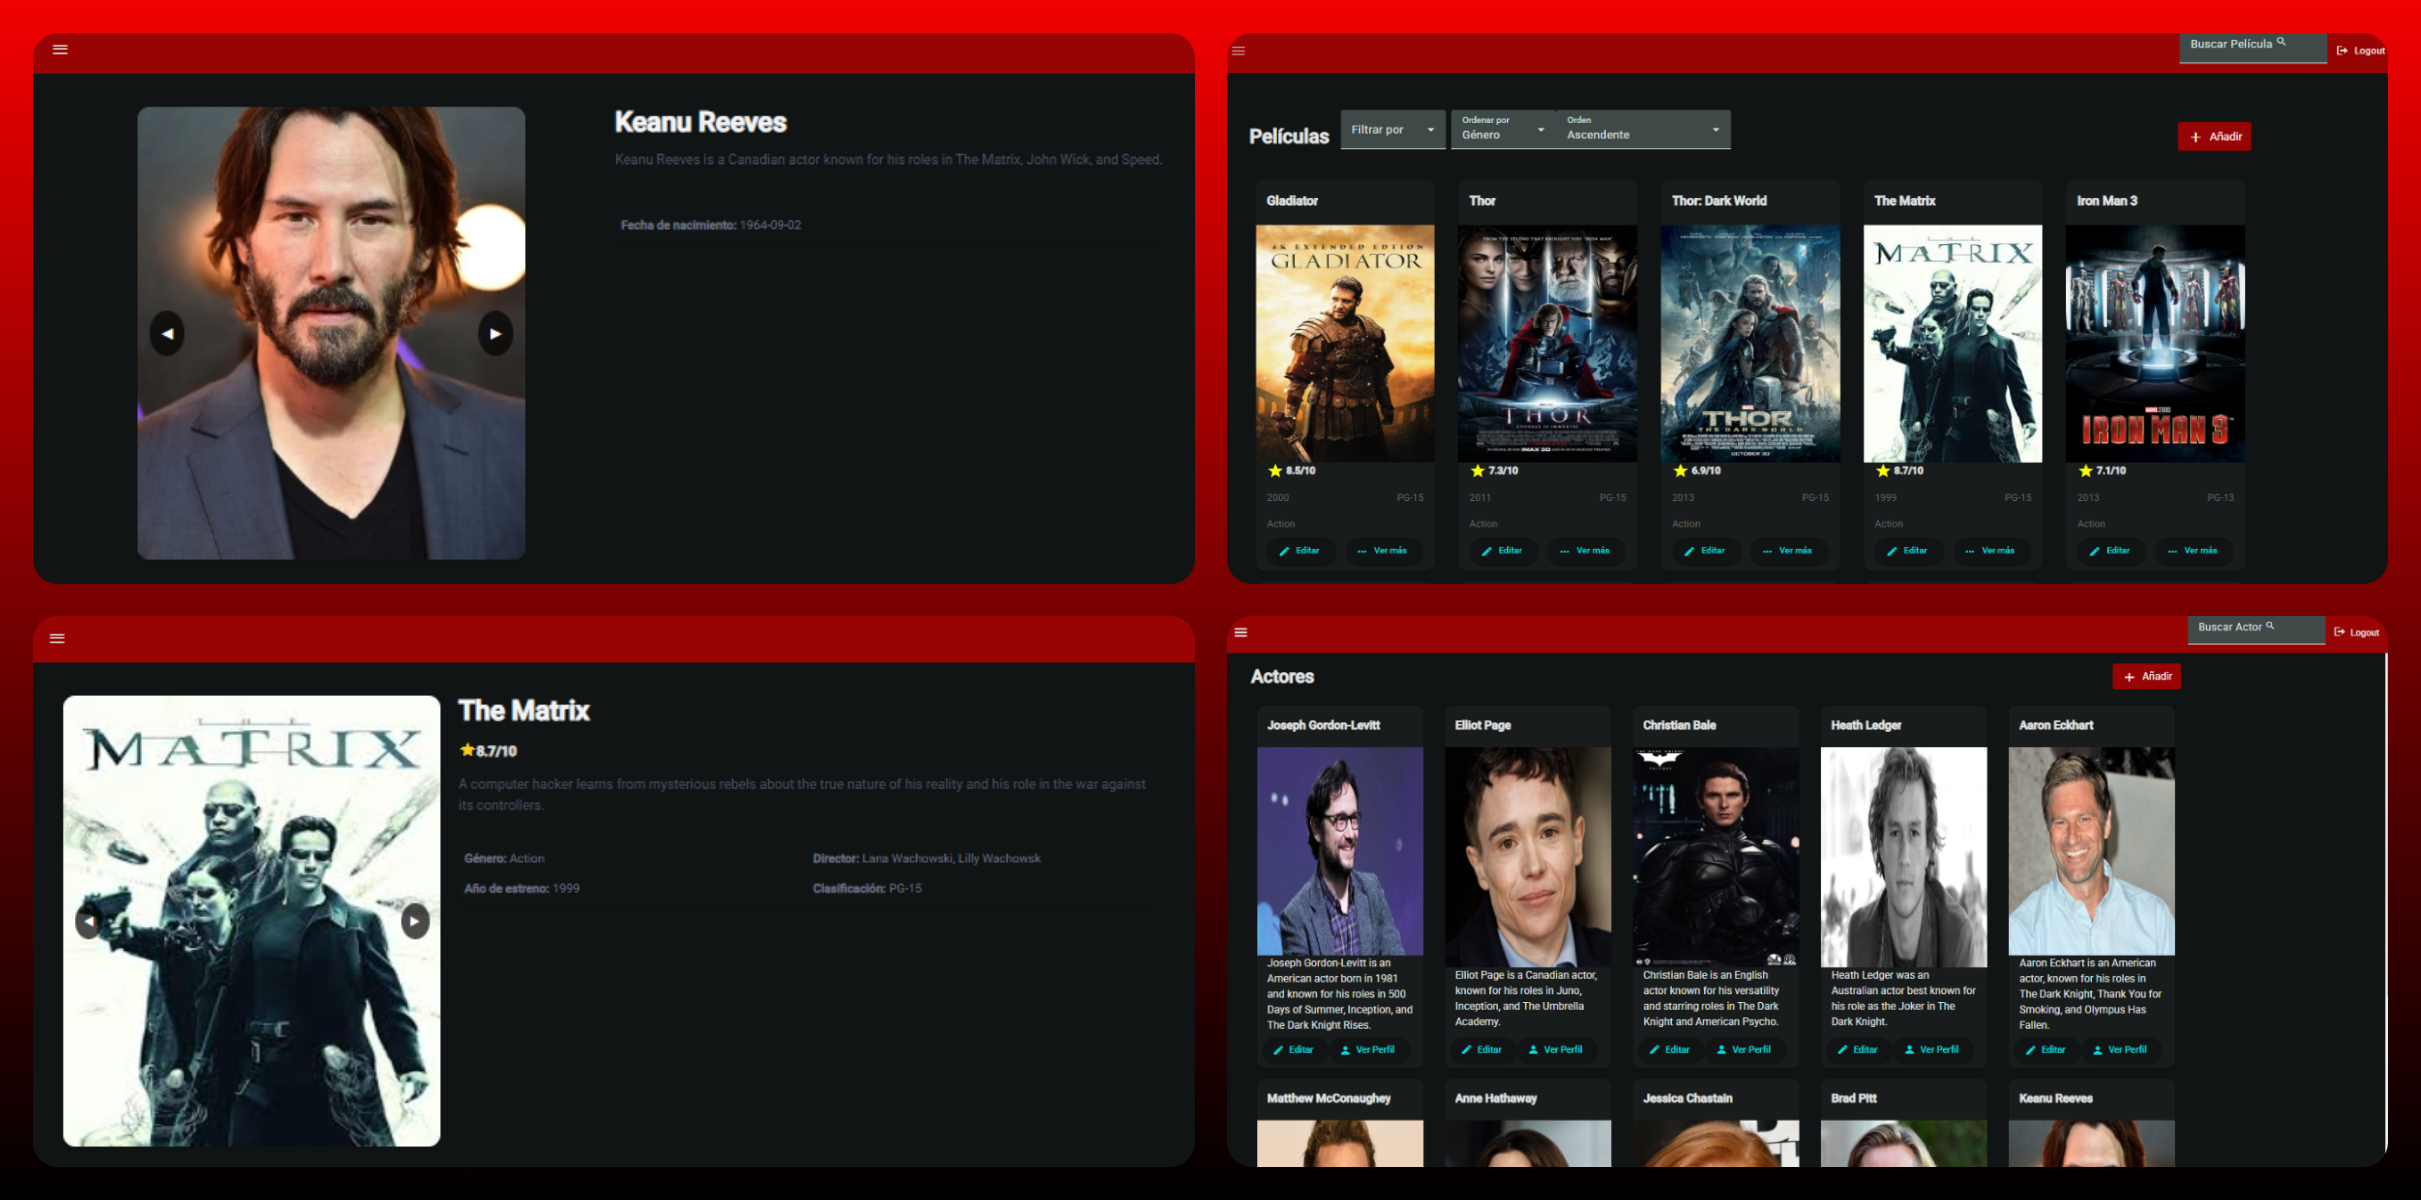 Keanu Reeves
Keanu Reeves is a Canadian actor known for his roles in The Matrix, John Wick, and Speed.
Fecha de nacimiento: 1964-09-02
Buscar Película
Logout
Películas
Filtrar por
Ordenar por
Género
Orden
Ascendente
+ Añadir
Gladiator
Thor
Thor: Dark World
The Matrix
Iron Man 3
4K EXTENDED EDITION
GLADIATOR
THOR
THOR
THE DARK WORLD
OCTOBER 30
MATRIX
IRON MAN 3
8.5/10
7.3/10
6.9/10
8.7/10
7.1/10
2000 PG-15
2011 PG-15
2013 PG-15
1999 PG-15
2013 PG-13
Action
Action
Action
Action
Action
Editar ... Ver más
Editar ... Ver más
Editar ... Ver más
Editar ... Ver más
Editar ... Ver más
The Matrix
MATRIX
8.7/10
A computer hacker learns from mysterious rebels about the true nature of his reality and his role in the war against
its controllers.
Género: Action
Director: Lana Wachowski, Lilly Wachowsk
Año de estreno: 1999
Clasificación: PG-15
Buscar Actor
Logout
Actores
+ Añadir
Joseph Gordon-Levitt
Joseph Gordon-Levitt is an
American actor born in 1981
and known for his roles in 500
Days of Summer, Inception, and
The Dark Knight Rises.
Editar Ver Perfil
Elliot Page
Elliot Page is a Canadian actor,
known for his roles in Juno,
Inception, and The Umbrella
Academy.
Editar Ver Perfil
Christian Bale
Christian Bale is an English
actor known for his versatility
and starring roles in The Dark
Knight and American Psycho.
Editar Ver Perfil
Heath Ledger
Heath Ledger was an
Australian actor best known for
his role as the Joker in The
Dark Knight.
Editar Ver Perfil
Aaron Eckhart
Aaron Eckhart is an American
actor, known for his roles in
The Dark Knight, Thank You for
Smoking, and Olympus Has
Fallen.
Editar Ver Perfil
Matthew McConaughey
Anne Hathaway
Jessica Chastain
Brad Pitt
Keanu Reeves